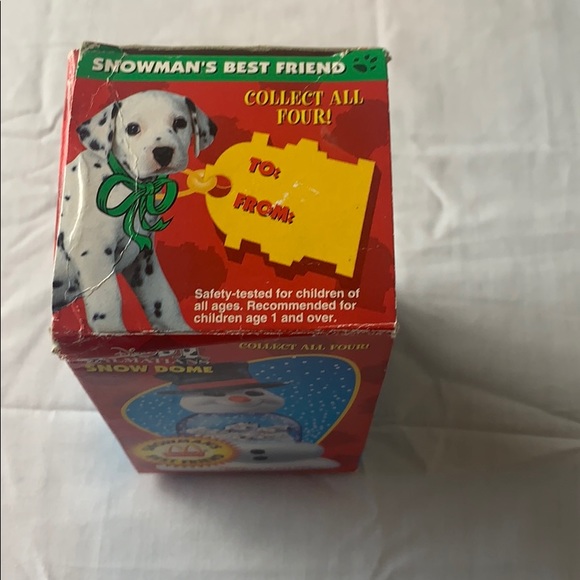 SNOWMAN'S BEST FRIEND
COLLECT ALL
FOUR!
TO:
FROM:
Safety-tested for children of
all ages. Recommended for
children age 1 and over.
COLLECT ALL FOUR!
DALMATIANS
SNOW DOME